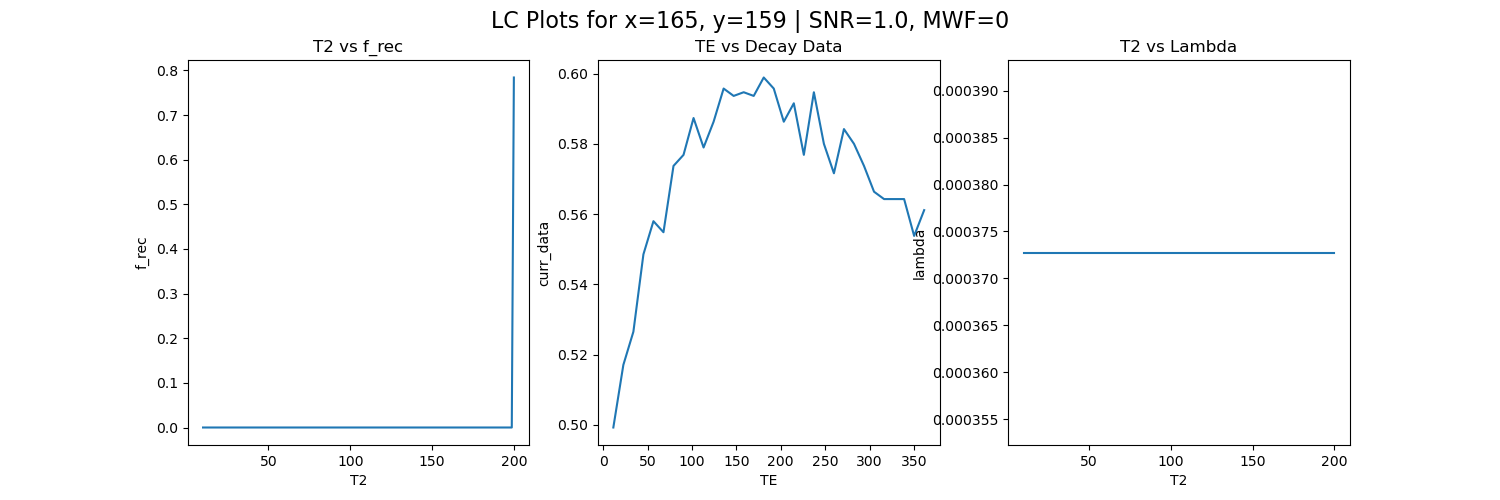 LC Plots for x=165, y=159 | SNR=1.0, MWF=0
T2 vs f_rec
0.8
0.7
0.6
0.5
0.4
0.3
0.2
0.1
0.0
f_rec
50 100 150 200
T2
TE vs Decay Data
0.60
0.58
0.56
0.54
0.52
0.50
curr_data
0 50 100 150 200 250 300 350
TE
T2 vs Lambda
0.000390
0.000385
0.000380
0.000375
0.000370
0.000365
0.000360
0.000355
lambda
50 100 150 200
T2